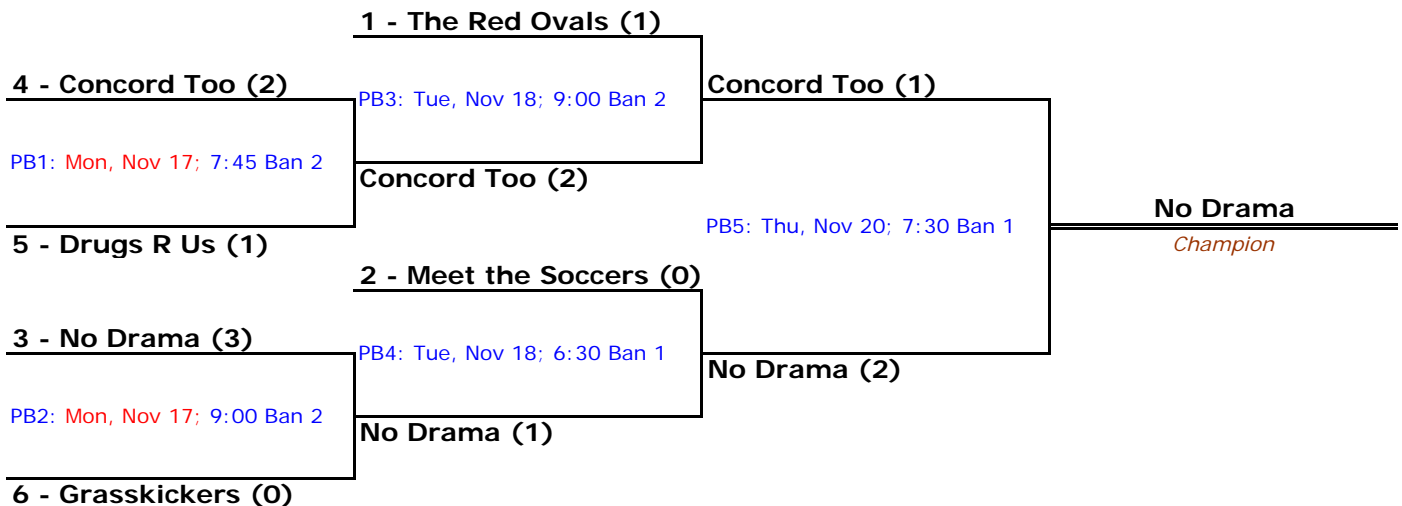 1 - The Red Ovals (1)
4 - Concord Too (2)
PB3: Tue, Nov 18; 9:00 Ban 2
Concord Too (1)
PB1: Mon, Nov 17; 7:45 Ban 2
Concord Too (2)
No Drama
PB5: Thu, Nov 20; 7:30 Ban 1
5 - Drugs R Us (1)
Champion
2 - Meet the Soccers (0)
3 - No Drama (3)
PB4: Tue, Nov 18; 6:30 Ban 1
No Drama (2)
PB2: Mon, Nov 17; 9:00 Ban 2
No Drama (1)
6 - Grasskickers (0)